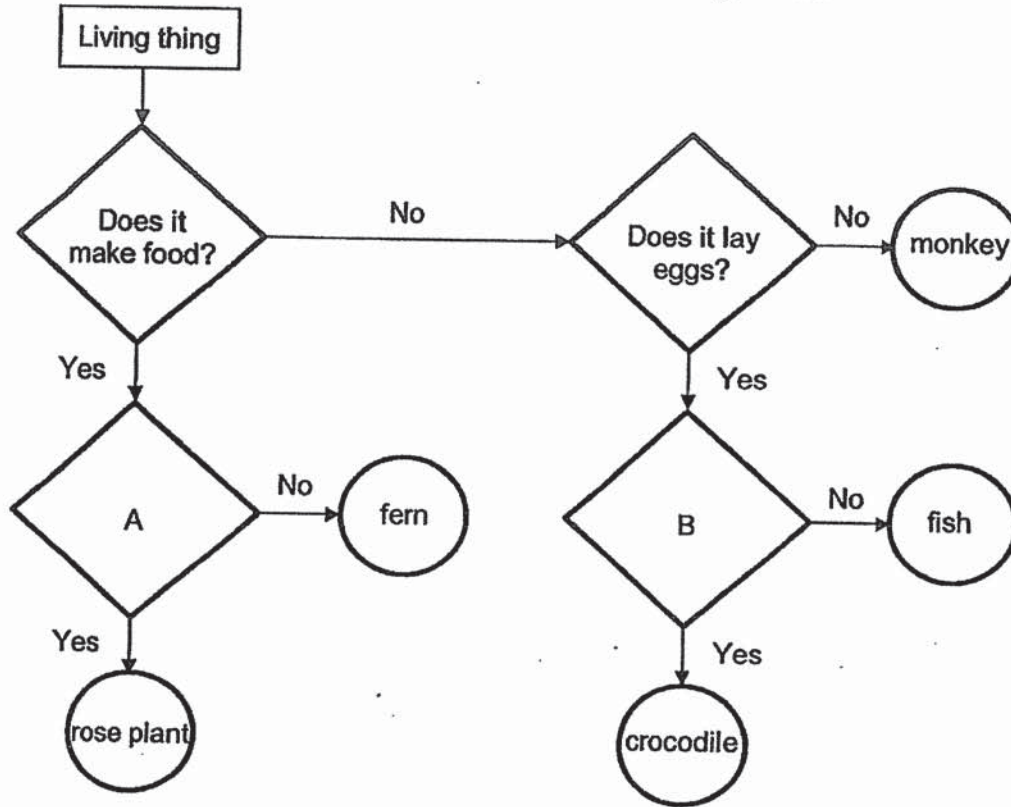 Living thing
Does it
make food?
No
Does it lay
eggs?
No
monkey
Yes
Yes
A
No
fern
B
No
fish
Yes
Yes
rose plant
crocodile